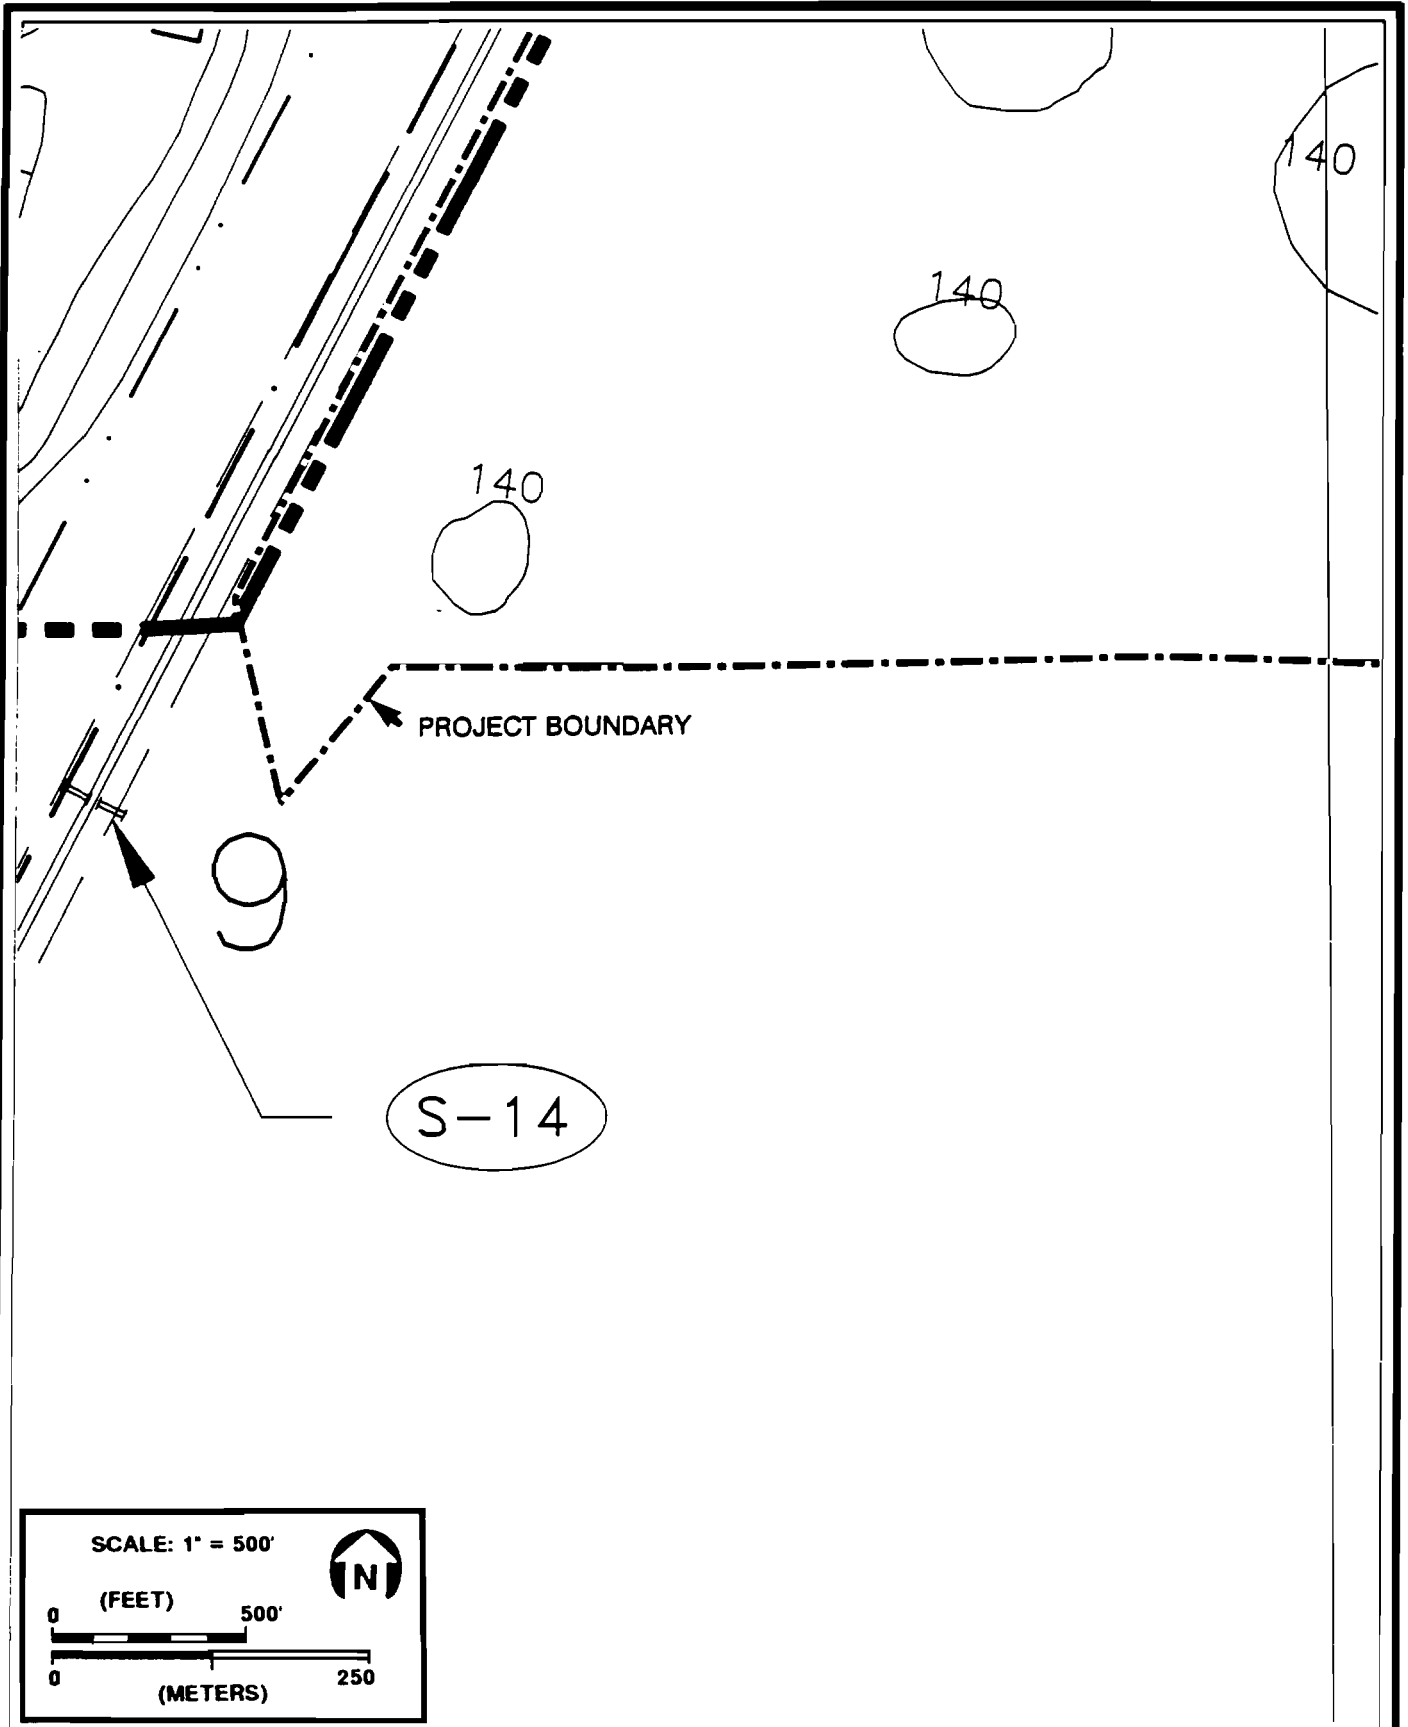 140
140
140
PROJECT BOUNDARY
9
S-14
SCALE: 1" = 500'
N
(FEET)
0 500'
0 250
(METERS)